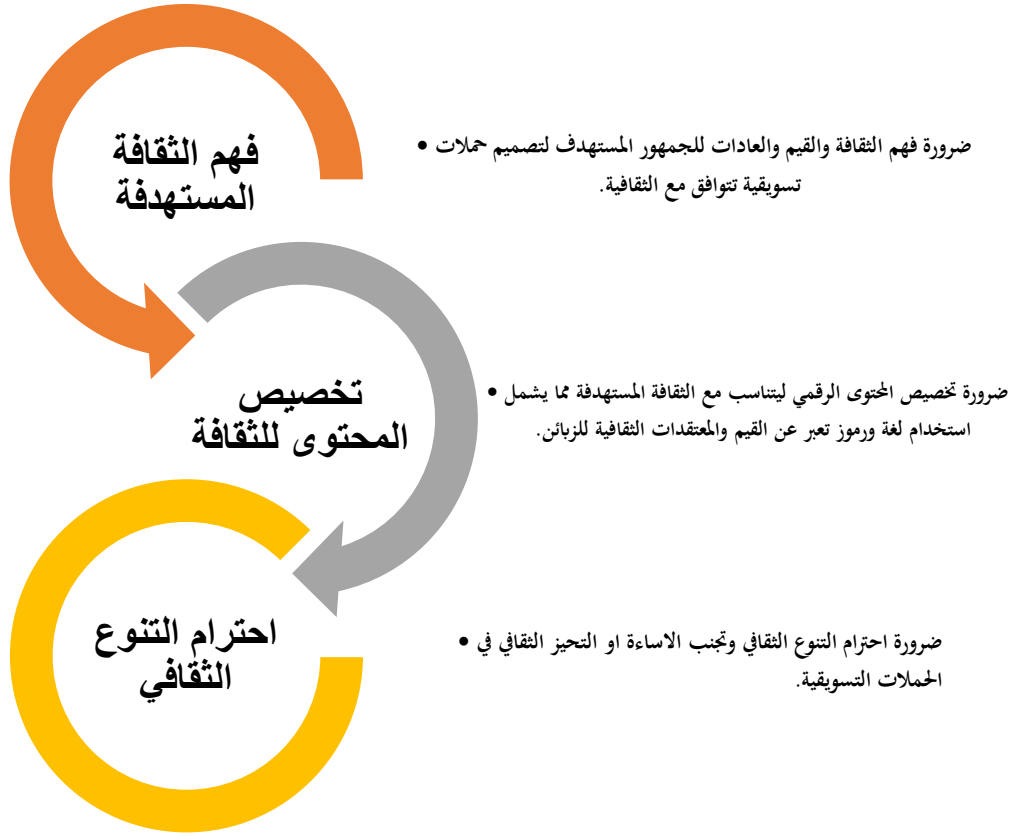 فهم الثقافة
المستهدفة
ضرورة فهم الثقافة والقيم والعادات للجمهور المستهدف لتصميم حملات •
تسويقية تتوافق مع الثقافية.
تخصيص
المحتوى للثقافة
ضرورة تخصيص المحتوى الرقمي ليتناسب مع الثقافة المستهدفة مما يشمل •
استخدام لغة ورموز تعبر عن القيم والمعتقدات الثقافية للزبائن.
احترام التنوع
الثقافي
ضرورة احترام التنوع الثقافي وتجنب الاساءة او التحيز الثقافي في •
الحملات التسويقية.